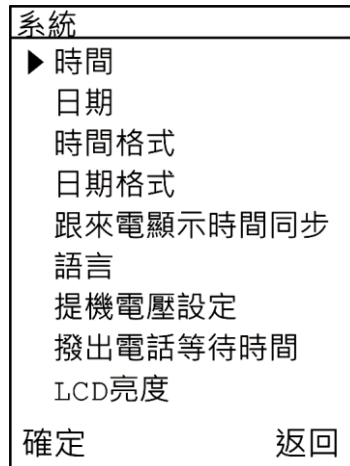 系統
▶時間
日期
時間格式
日期格式
跟來電顯示時間同步
語言
提機電壓設定
撥出電話等待時間
LCD亮度
確定 返回